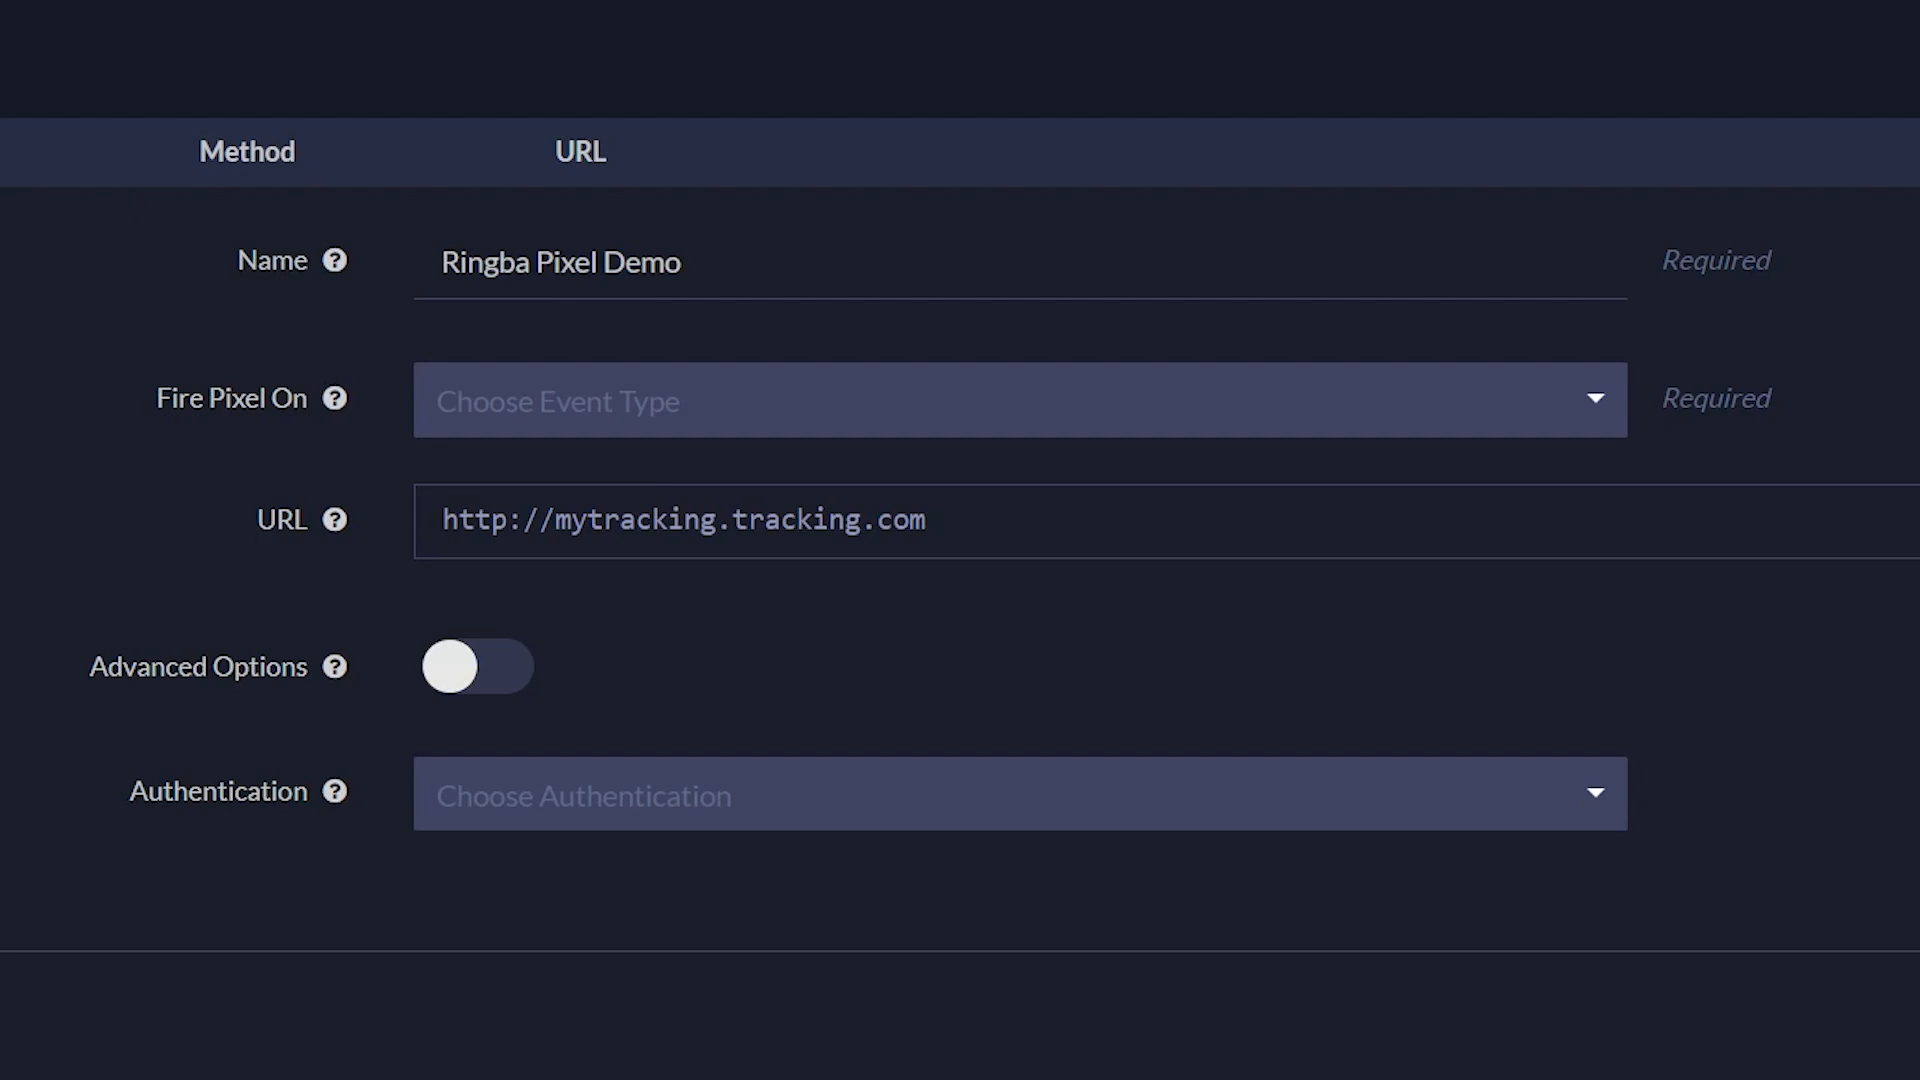 Method URL
Name ? Ringba Pixel Demo Required
Fire Pixel On ? Choose Event Type Required
URL ? http://mytracking.tracking.com
Advanced Options ?
Authentication ? Choose Authentication